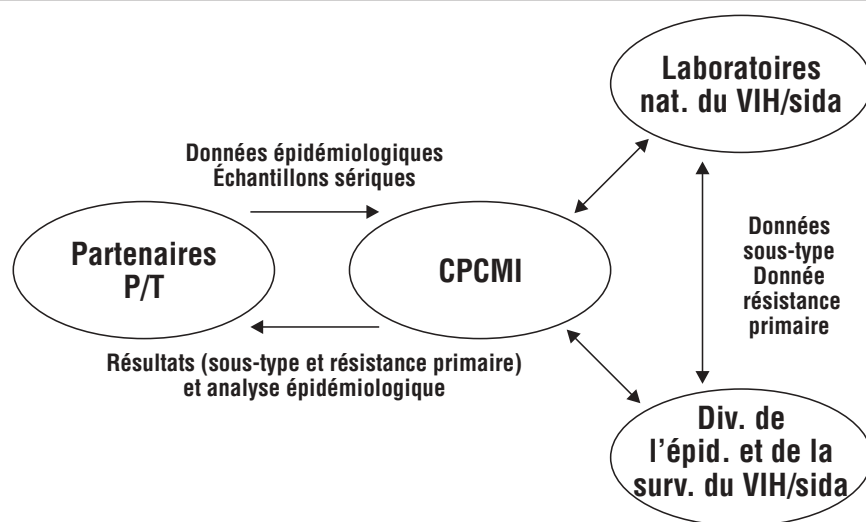 Laboratoires
nat. du VIH/sida
Données épidémiologiques
Échantillons sériques
Partenaires
P/T
CPCMI
Données
sous-type
Donnée
résistance
primaire
Résultats (sous-type et résistance primaire)
et analyse épidémiologique
Div. de
l'épid. et de la
surv. du VIH/sida